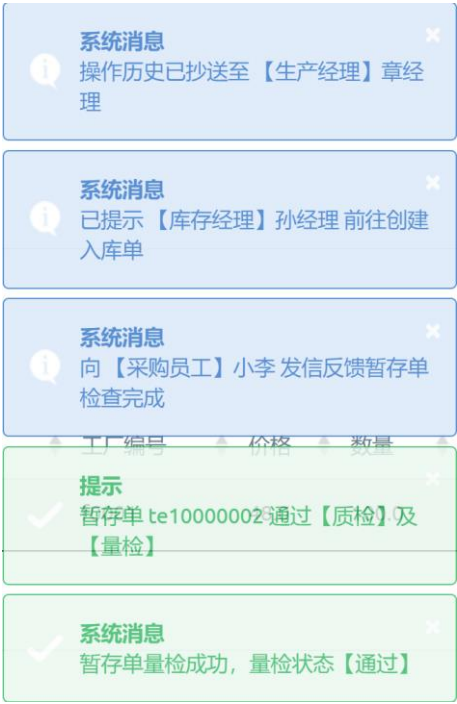 系统消息
操作历史已抄送至 【生产经理】章经
理
系统消息
已提示 【库存经理】孙经理 前往创建
入库单
系统消息
向 【采购员工】小李 发信反馈暂存单
检查完成
工厂编号 价格 数量
提示
暂存单 te10000002 通过【质检】及
【量检】
系统消息
暂存单量检成功，量检状态【通过】